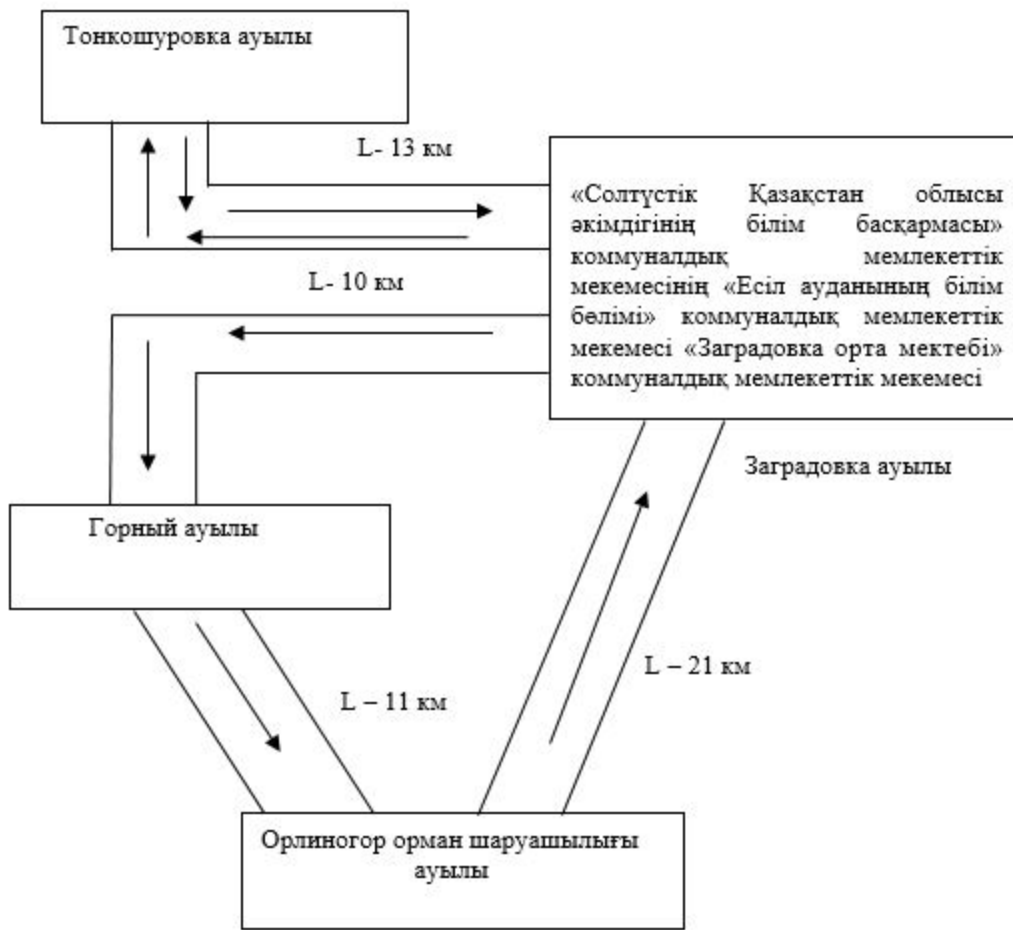 Тонкошуровка ауылы
L- 13 км
«Солтүстік Қазақстан облысы
әкімдігінің білім басқармасы»
коммуналдық мемлекеттік
мекемесінің «Есіл ауданының білім
бөлімі» коммуналдық мемлекеттік
мекемесі «Заградовка орта мектебі»
коммуналдық мемлекеттік мекемесі
L- 10 км
Заградовка ауылы
Горный ауылы
L – 21 км
L – 11 км
Орлиногор орман шаруашылығы
ауылы